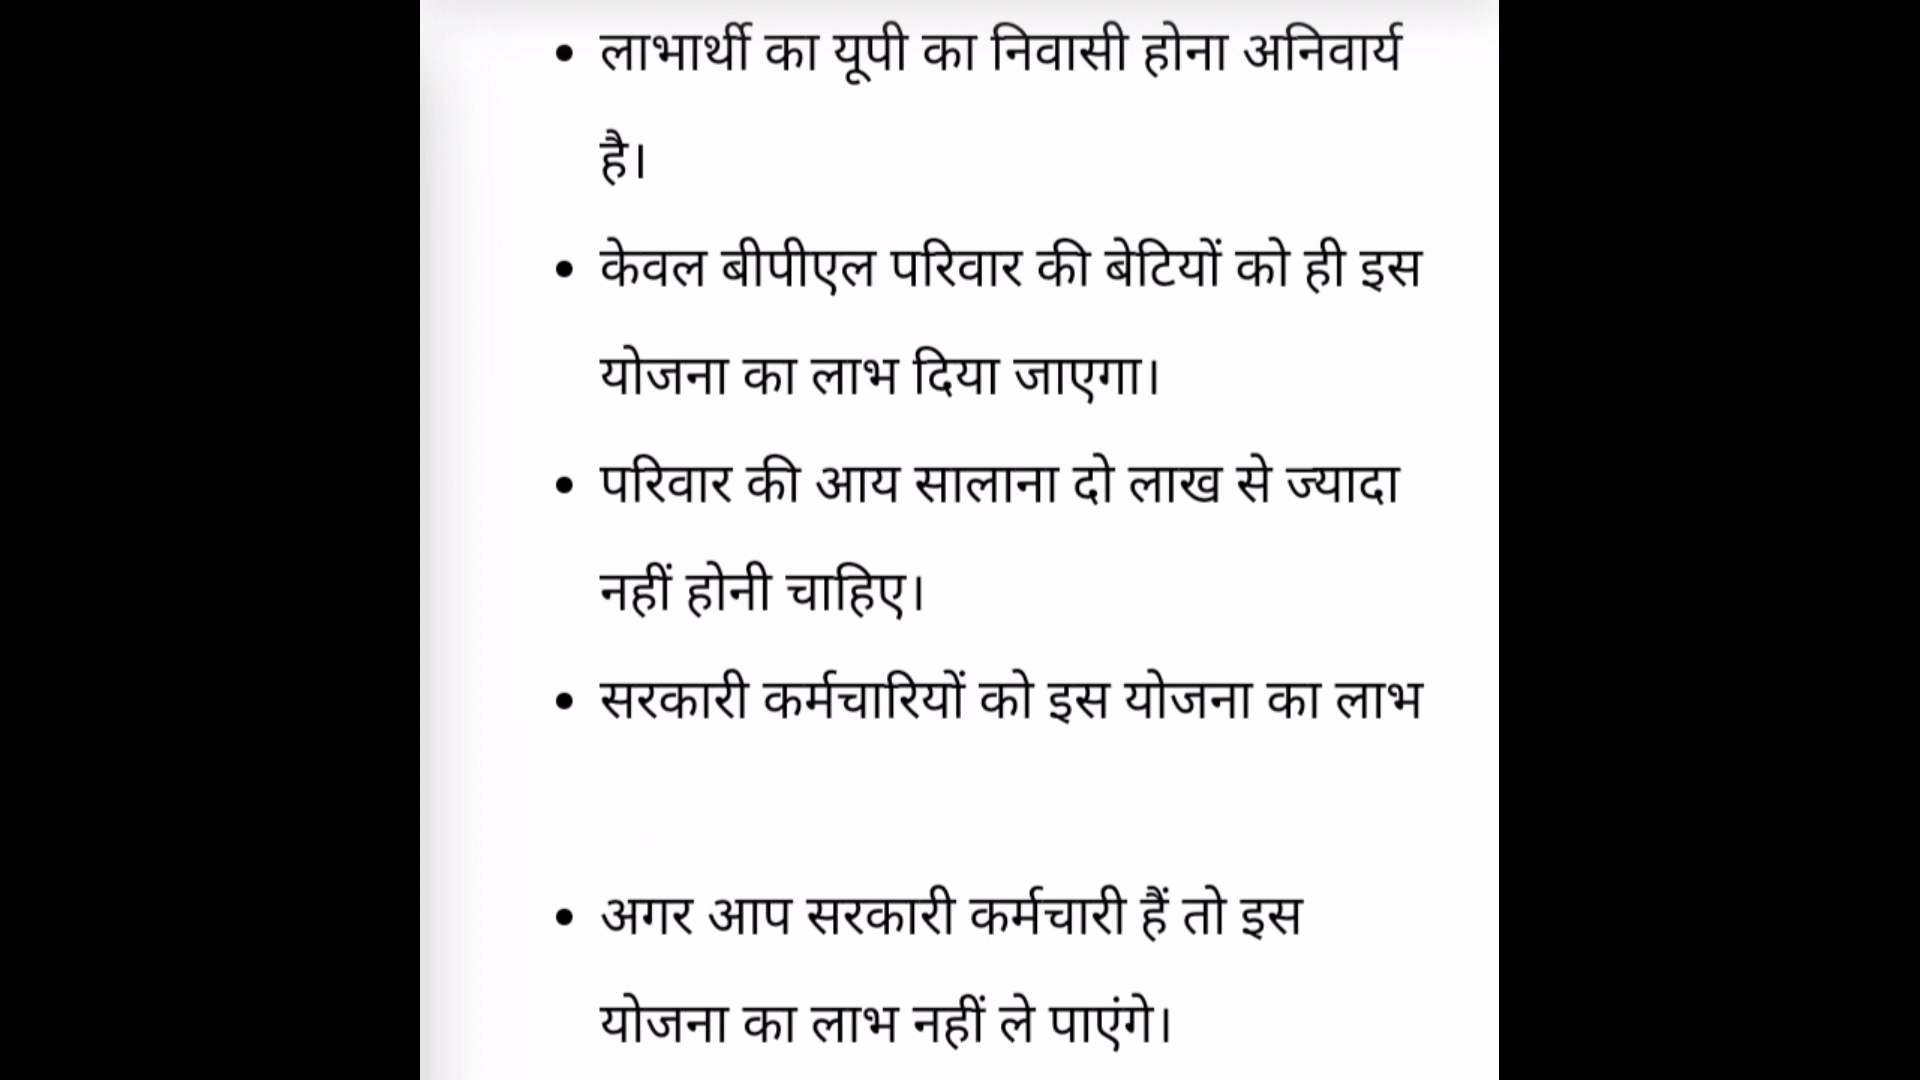 • लाभार्थी का यूपी का निवासी होना अनिवार्य
है।
• केवल बीपीएल परिवार की बेटियों को ही इस
योजना का लाभ दिया जाएगा।
• परिवार की आय सालाना दो लाख से ज्यादा
नहीं होनी चाहिए।
• सरकारी कर्मचारियों को इस योजना का लाभ
• अगर आप सरकारी कर्मचारी हैं तो इस
योजना का लाभ नहीं ले पाएंगे।